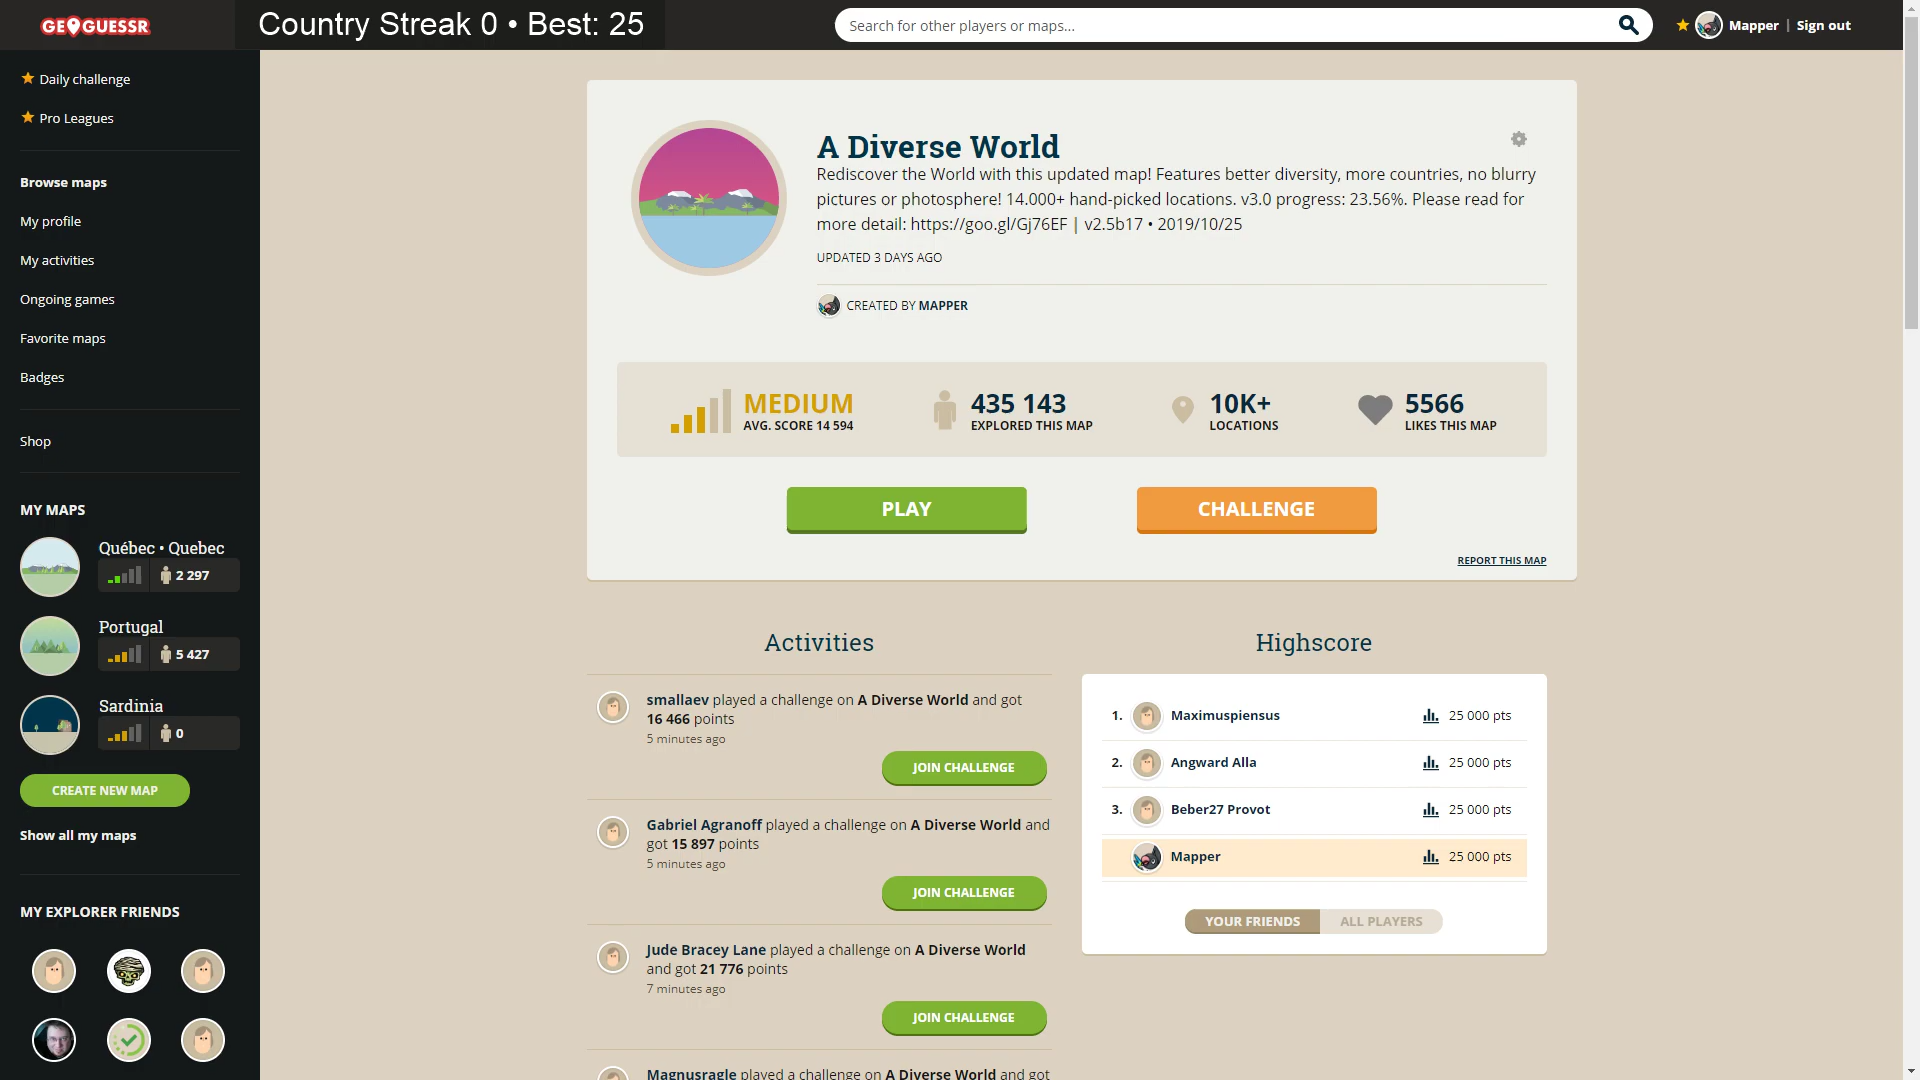 GEOGUESSR
Country Streak 0 • Best: 25
Search for other players or maps...
Mapper | Sign out
Daily challenge
Pro Leagues
Browse maps
My profile
My activities
Ongoing games
Favorite maps
Badges
Shop
MY MAPS
Québec • Quebec
2 297
Portugal
5 427
Sardinia
0
CREATE NEW MAP
Show all my maps
MY EXPLORER FRIENDS
A Diverse World
Rediscover the World with this updated map! Features better diversity, more countries, no blurry
pictures or photosphere! 14.000+ hand-picked locations. v3.0 progress: 23.56%. Please read for
more detail: https://goo.gl/Gj76EF | v2.5b17 • 2019/10/25
UPDATED 3 DAYS AGO
CREATED BY MAPPER
MEDIUM
AVG. SCORE 14 594
435 143
EXPLORED THIS MAP
10K+
LOCATIONS
5566
LIKES THIS MAP
PLAY
CHALLENGE
REPORT THIS MAP
Activities
smallaev played a challenge on A Diverse World and got
16 466 points
5 minutes ago
JOIN CHALLENGE
Gabriel Agranoff played a challenge on A Diverse World and
got 15 897 points
5 minutes ago
JOIN CHALLENGE
Jude Bracey Lane played a challenge on A Diverse World
and got 21 776 points
7 minutes ago
JOIN CHALLENGE
Magnusragle played a challenge on A Diverse World and got
Highscore
1. Maximuspiensus 25 000 pts
2. Angward Alla 25 000 pts
3. Beber27 Provot 25 000 pts
Mapper 25 000 pts
YOUR FRIENDS ALL PLAYERS